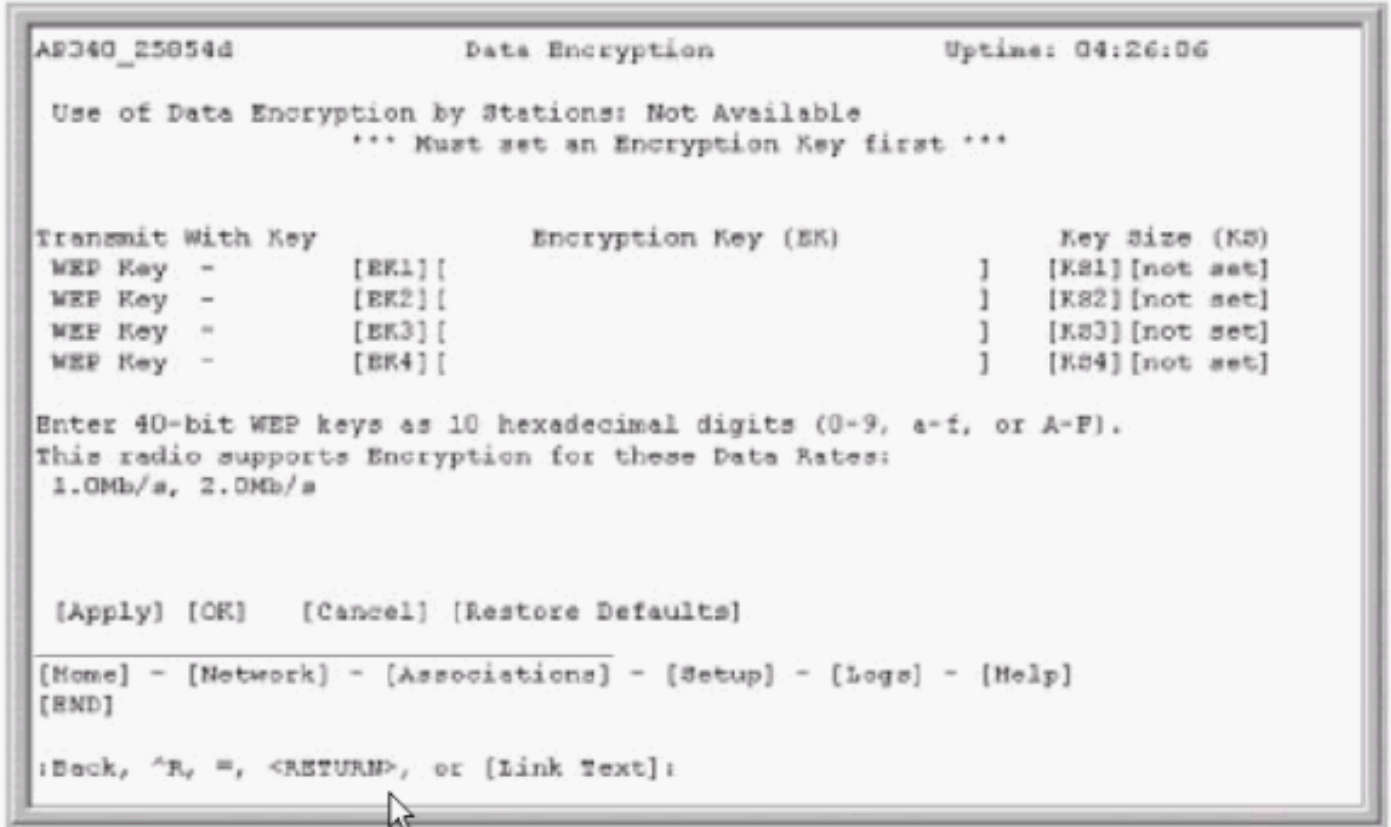 AP340_25854d Data Encryption Uptime: 04:26:06
Use of Data Encryption by Stations: Not Available
*** Must set an Encryption Key first ***
Transmit With Key Encryption Key (EK) Key Size (KS)
WEP Key - [EK1][ ] [KS1][not set]
WEP Key - [EK2][ ] [KS2][not set]
WEP Key - [EK3][ ] [KS3][not set]
WEP Key - [EK4][ ] [KS4][not set]
Enter 40-bit WEP keys as 10 hexadecimal digits (0-9, a-f, or A-F).
This radio supports Encryption for these Data Rates:
1.0Mb/s, 2.0Mb/s
[Apply] [OK] [Cancel] [Restore Defaults]
[Home] - [Network] - [Associations] - [Setup] - [Logs] - [Help]
[END]
:Back, ^R, =, <RETURN>, or [Link Text]: